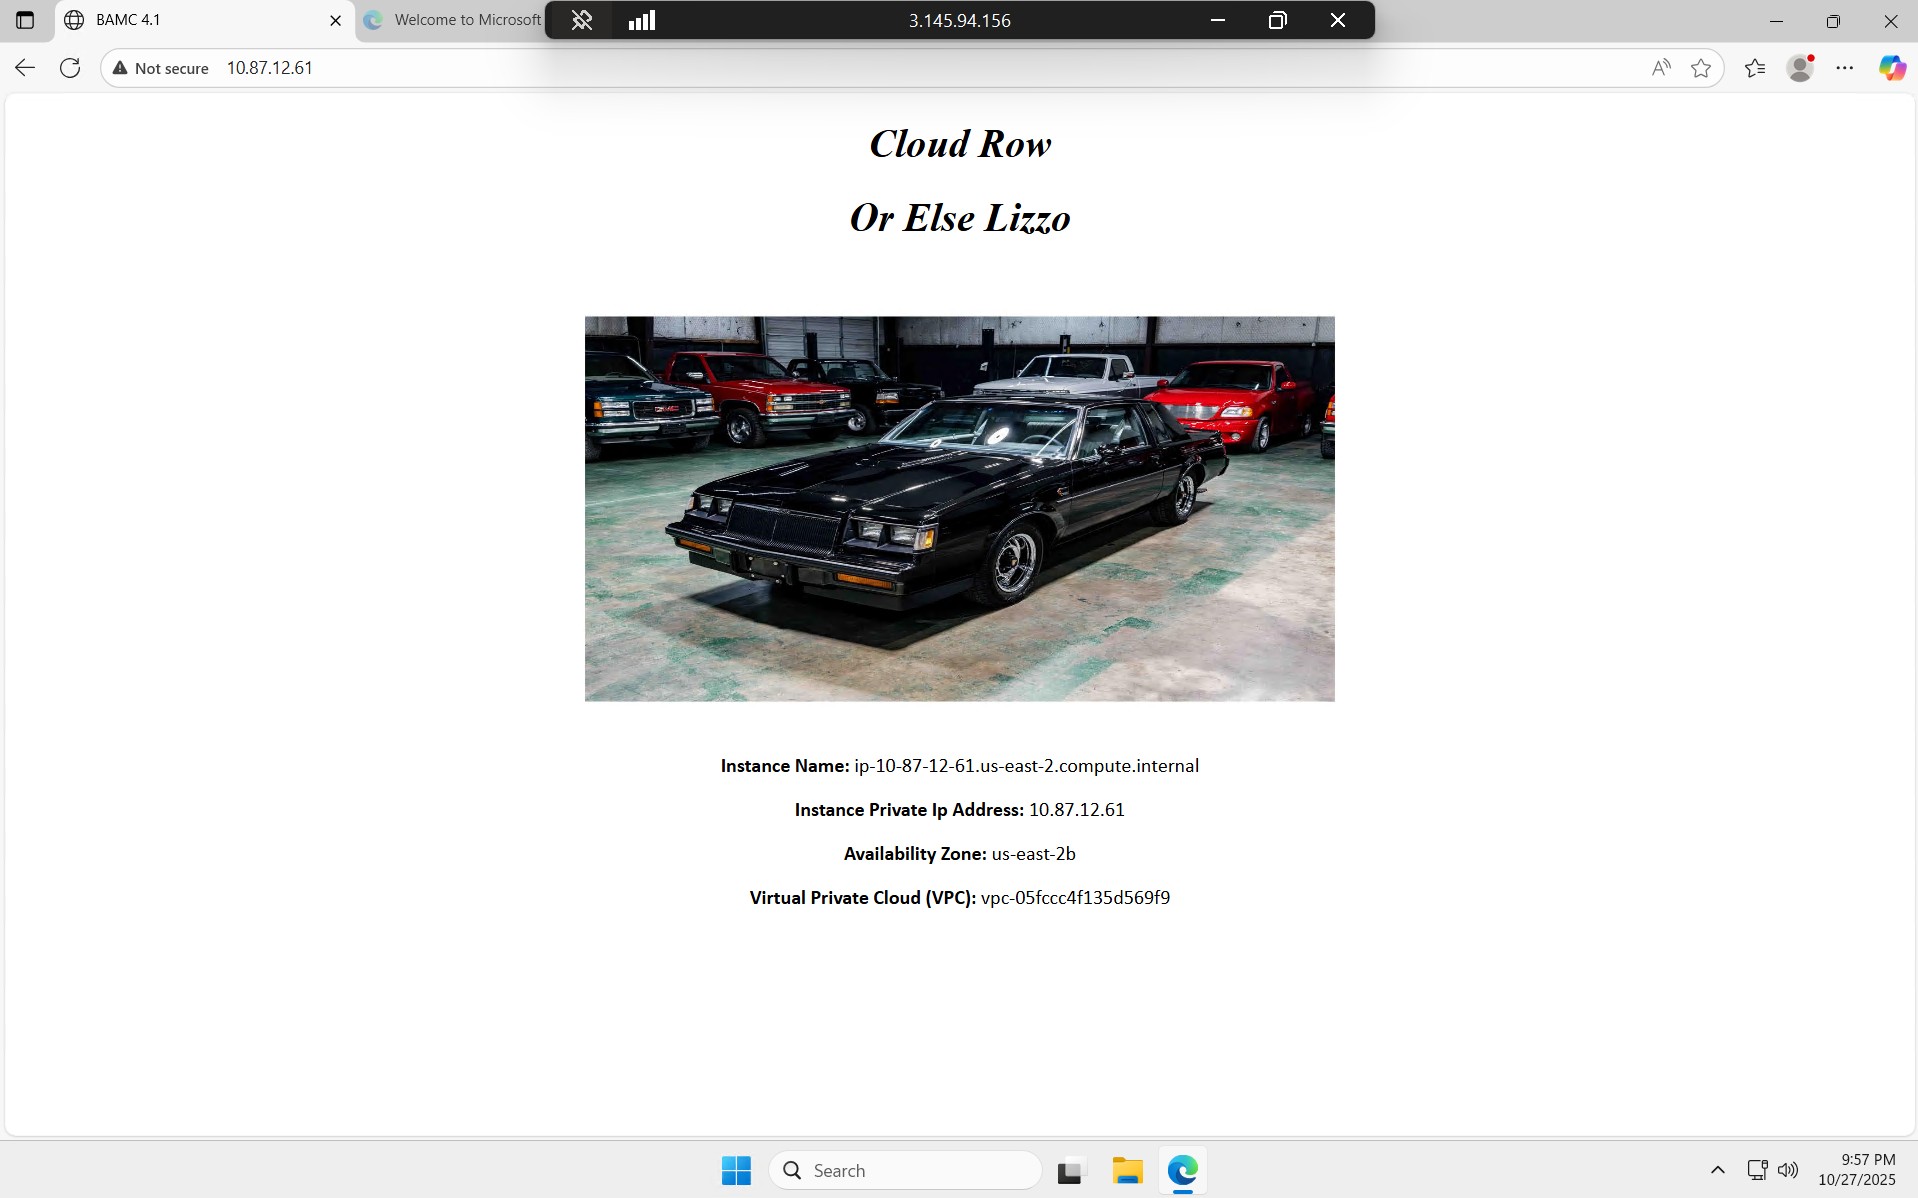 BAMC 4.1
Welcome to Microsoft
3.145.94.156
Not secure 10.87.12.61
Cloud Row
Or Else Lizzo
GMC
Instance Name: ip-10-87-12-61.us-east-2.compute.internal
Instance Private Ip Address: 10.87.12.61
Availability Zone: us-east-2b
Virtual Private Cloud (VPC): vpc-05fccc4f135d569f9
Search
9:57 PM
10/27/2025